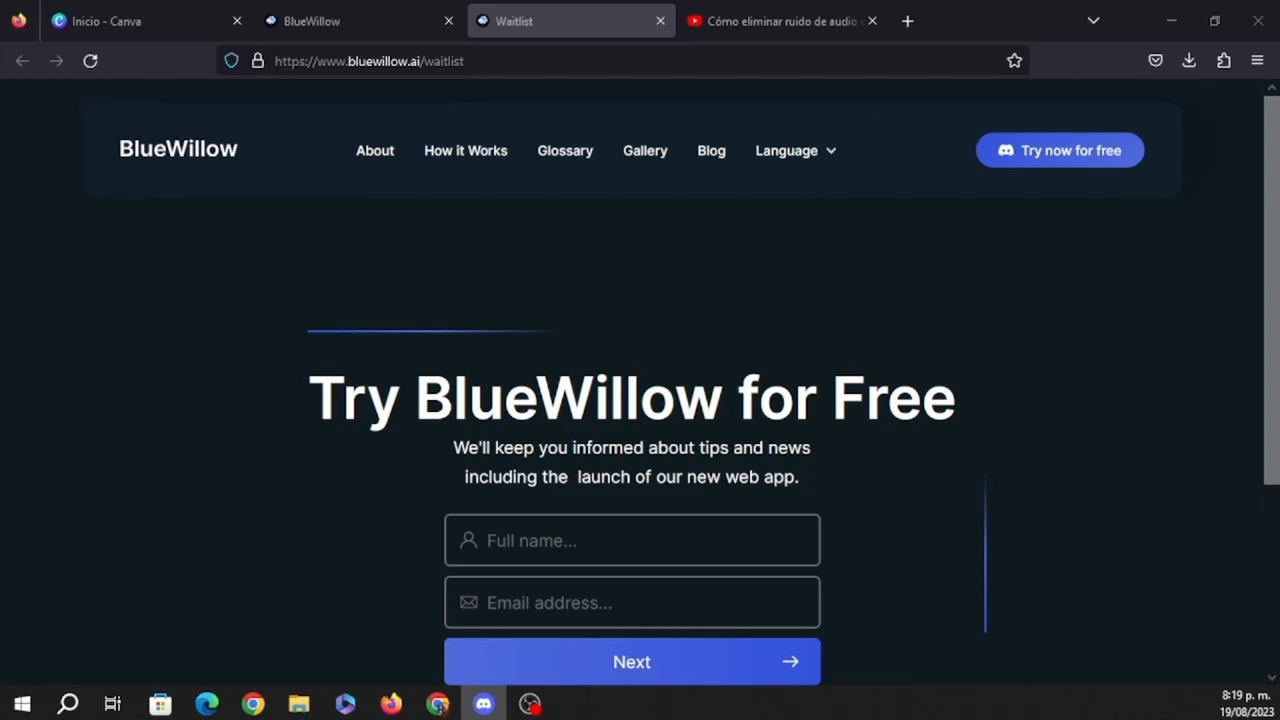 Inicio - Canva
BlueWillow
Waitlist
Cómo eliminar ruido de audio
https://www.bluewillow.ai/waitlist
BlueWillow
About
How it Works
Glossary
Gallery
Blog
Language
Try now for free
Try BlueWillow for Free
We'll keep you informed about tips and news
including the launch of our new web app.
Full name...
Email address...
Next
8:19 p. m.
19/08/2023